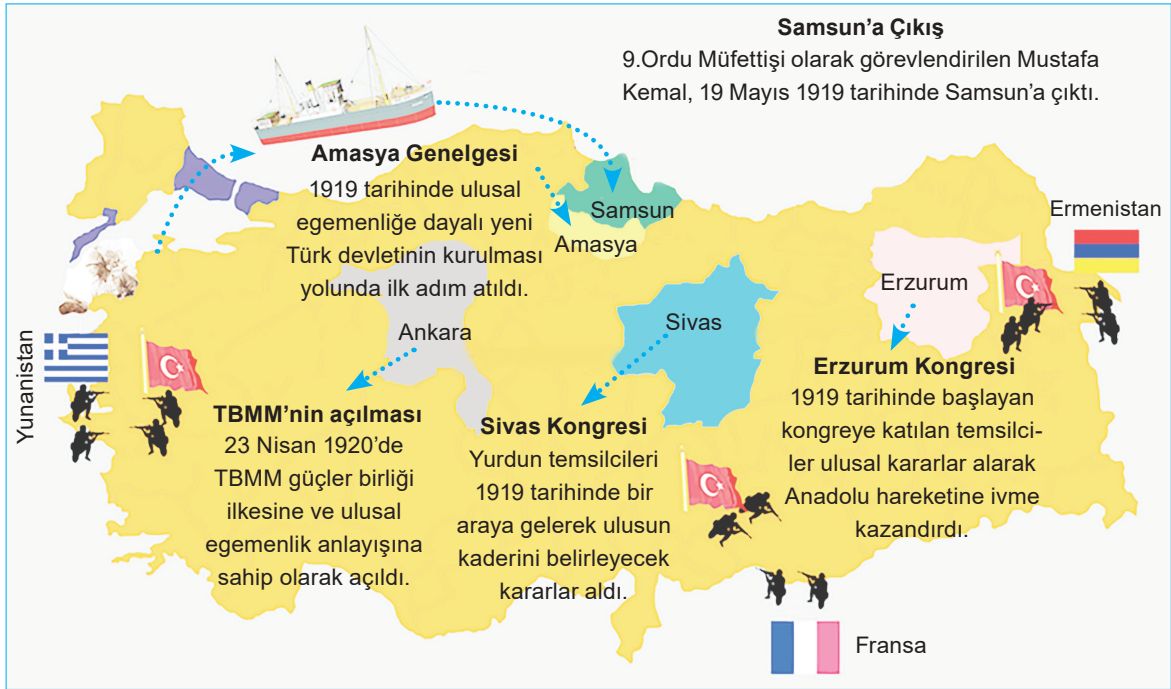 Samsun’a Çıkış
9.Ordu Müfettişi olarak görevlendirilen Mustafa
Kemal, 19 Mayıs 1919 tarihinde Samsun’a çıktı.
Amasya Genelgesi
1919 tarihinde ulusal
egemenliğe dayalı yeni
Türk devletinin kurulması
yolunda ilk adım atıldı.
Samsun
Amasya
Ermenistan
Erzurum
Ankara
Sivas
Yunanistan
TBMM’nin açılması
23 Nisan 1920’de
TBMM güçler birliği
ilkesine ve ulusal
egemenlik anlayışına
sahip olarak açıldı.
Sivas Kongresi
Yurdun temsilcileri
1919 tarihinde bir
araya gelerek ulusun
kaderini belirleyecek
kararlar aldı.
Erzurum Kongresi
1919 tarihinde başlayan
kongreye katılan temsilci-
ler ulusal kararlar alarak
Anadolu hareketine ivme
kazandırdı.
Fransa